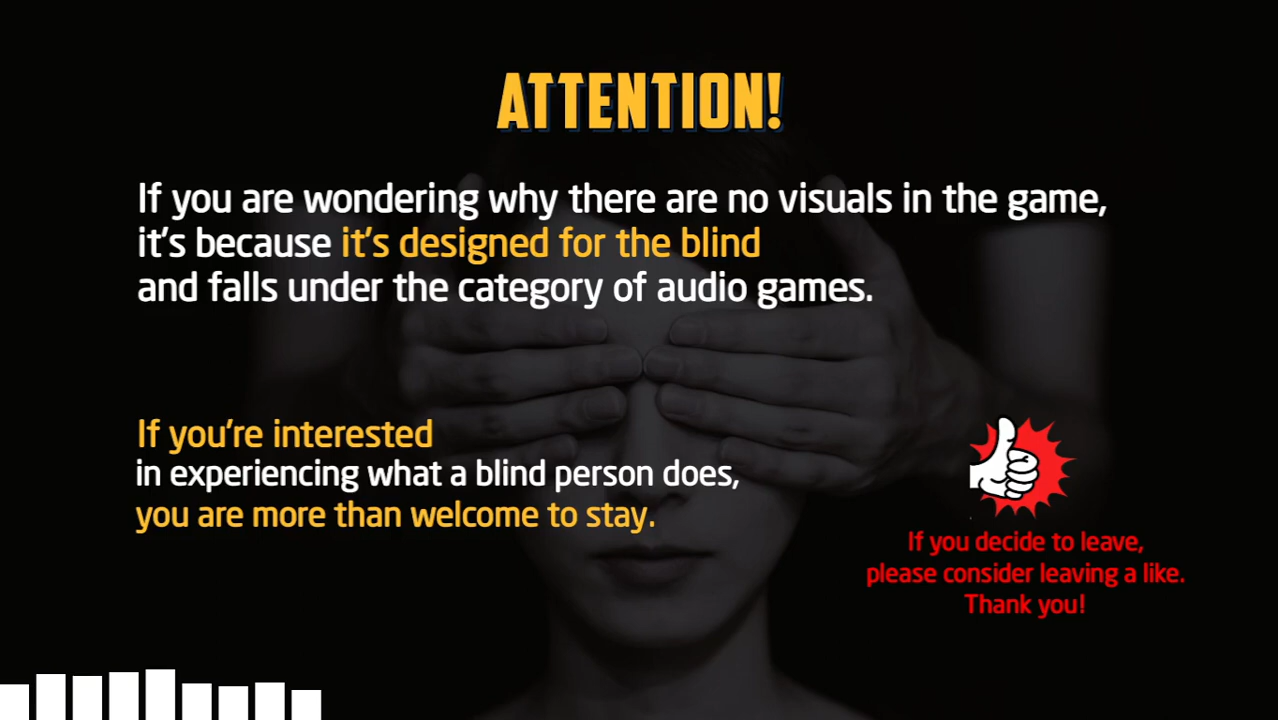 ATTENTION!
If you are wondering why there are no visuals in the game,
it's because it's designed for the blind
and falls under the category of audio games.
If you're interested
in experiencing what a blind person does,
you are more than welcome to stay.
If you decide to leave,
please consider leaving a like.
Thank you!